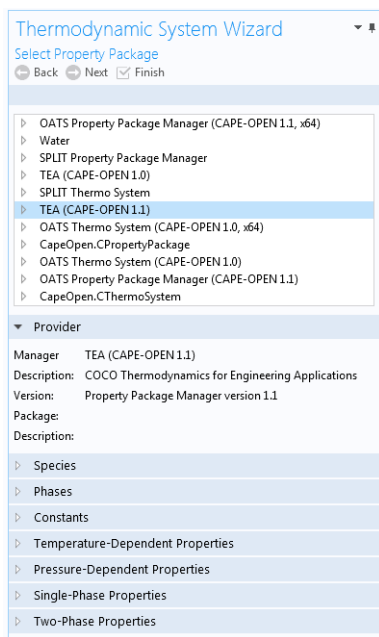 Thermodynamic System Wizard
Select Property Package
Back Next Finish
OATS Property Package Manager (CAPE-OPEN 1.1, x64)
Water
SPLIT Property Package Manager
TEA (CAPE-OPEN 1.0)
SPLIT Thermo System
TEA (CAPE-OPEN 1.1)
OATS Thermo System (CAPE-OPEN 1.0, x64)
CapeOpen.CPropertyPackage
OATS Thermo System (CAPE-OPEN 1.0)
OATS Property Package Manager (CAPE-OPEN 1.1)
CapeOpen.CThermoSystem
Provider
Manager TEA (CAPE-OPEN 1.1)
Description: COCO Thermodynamics for Engineering Applications
Version: Property Package Manager version 1.1
Package:
Description:
Species
Phases
Constants
Temperature-Dependent Properties
Pressure-Dependent Properties
Single-Phase Properties
Two-Phase Properties